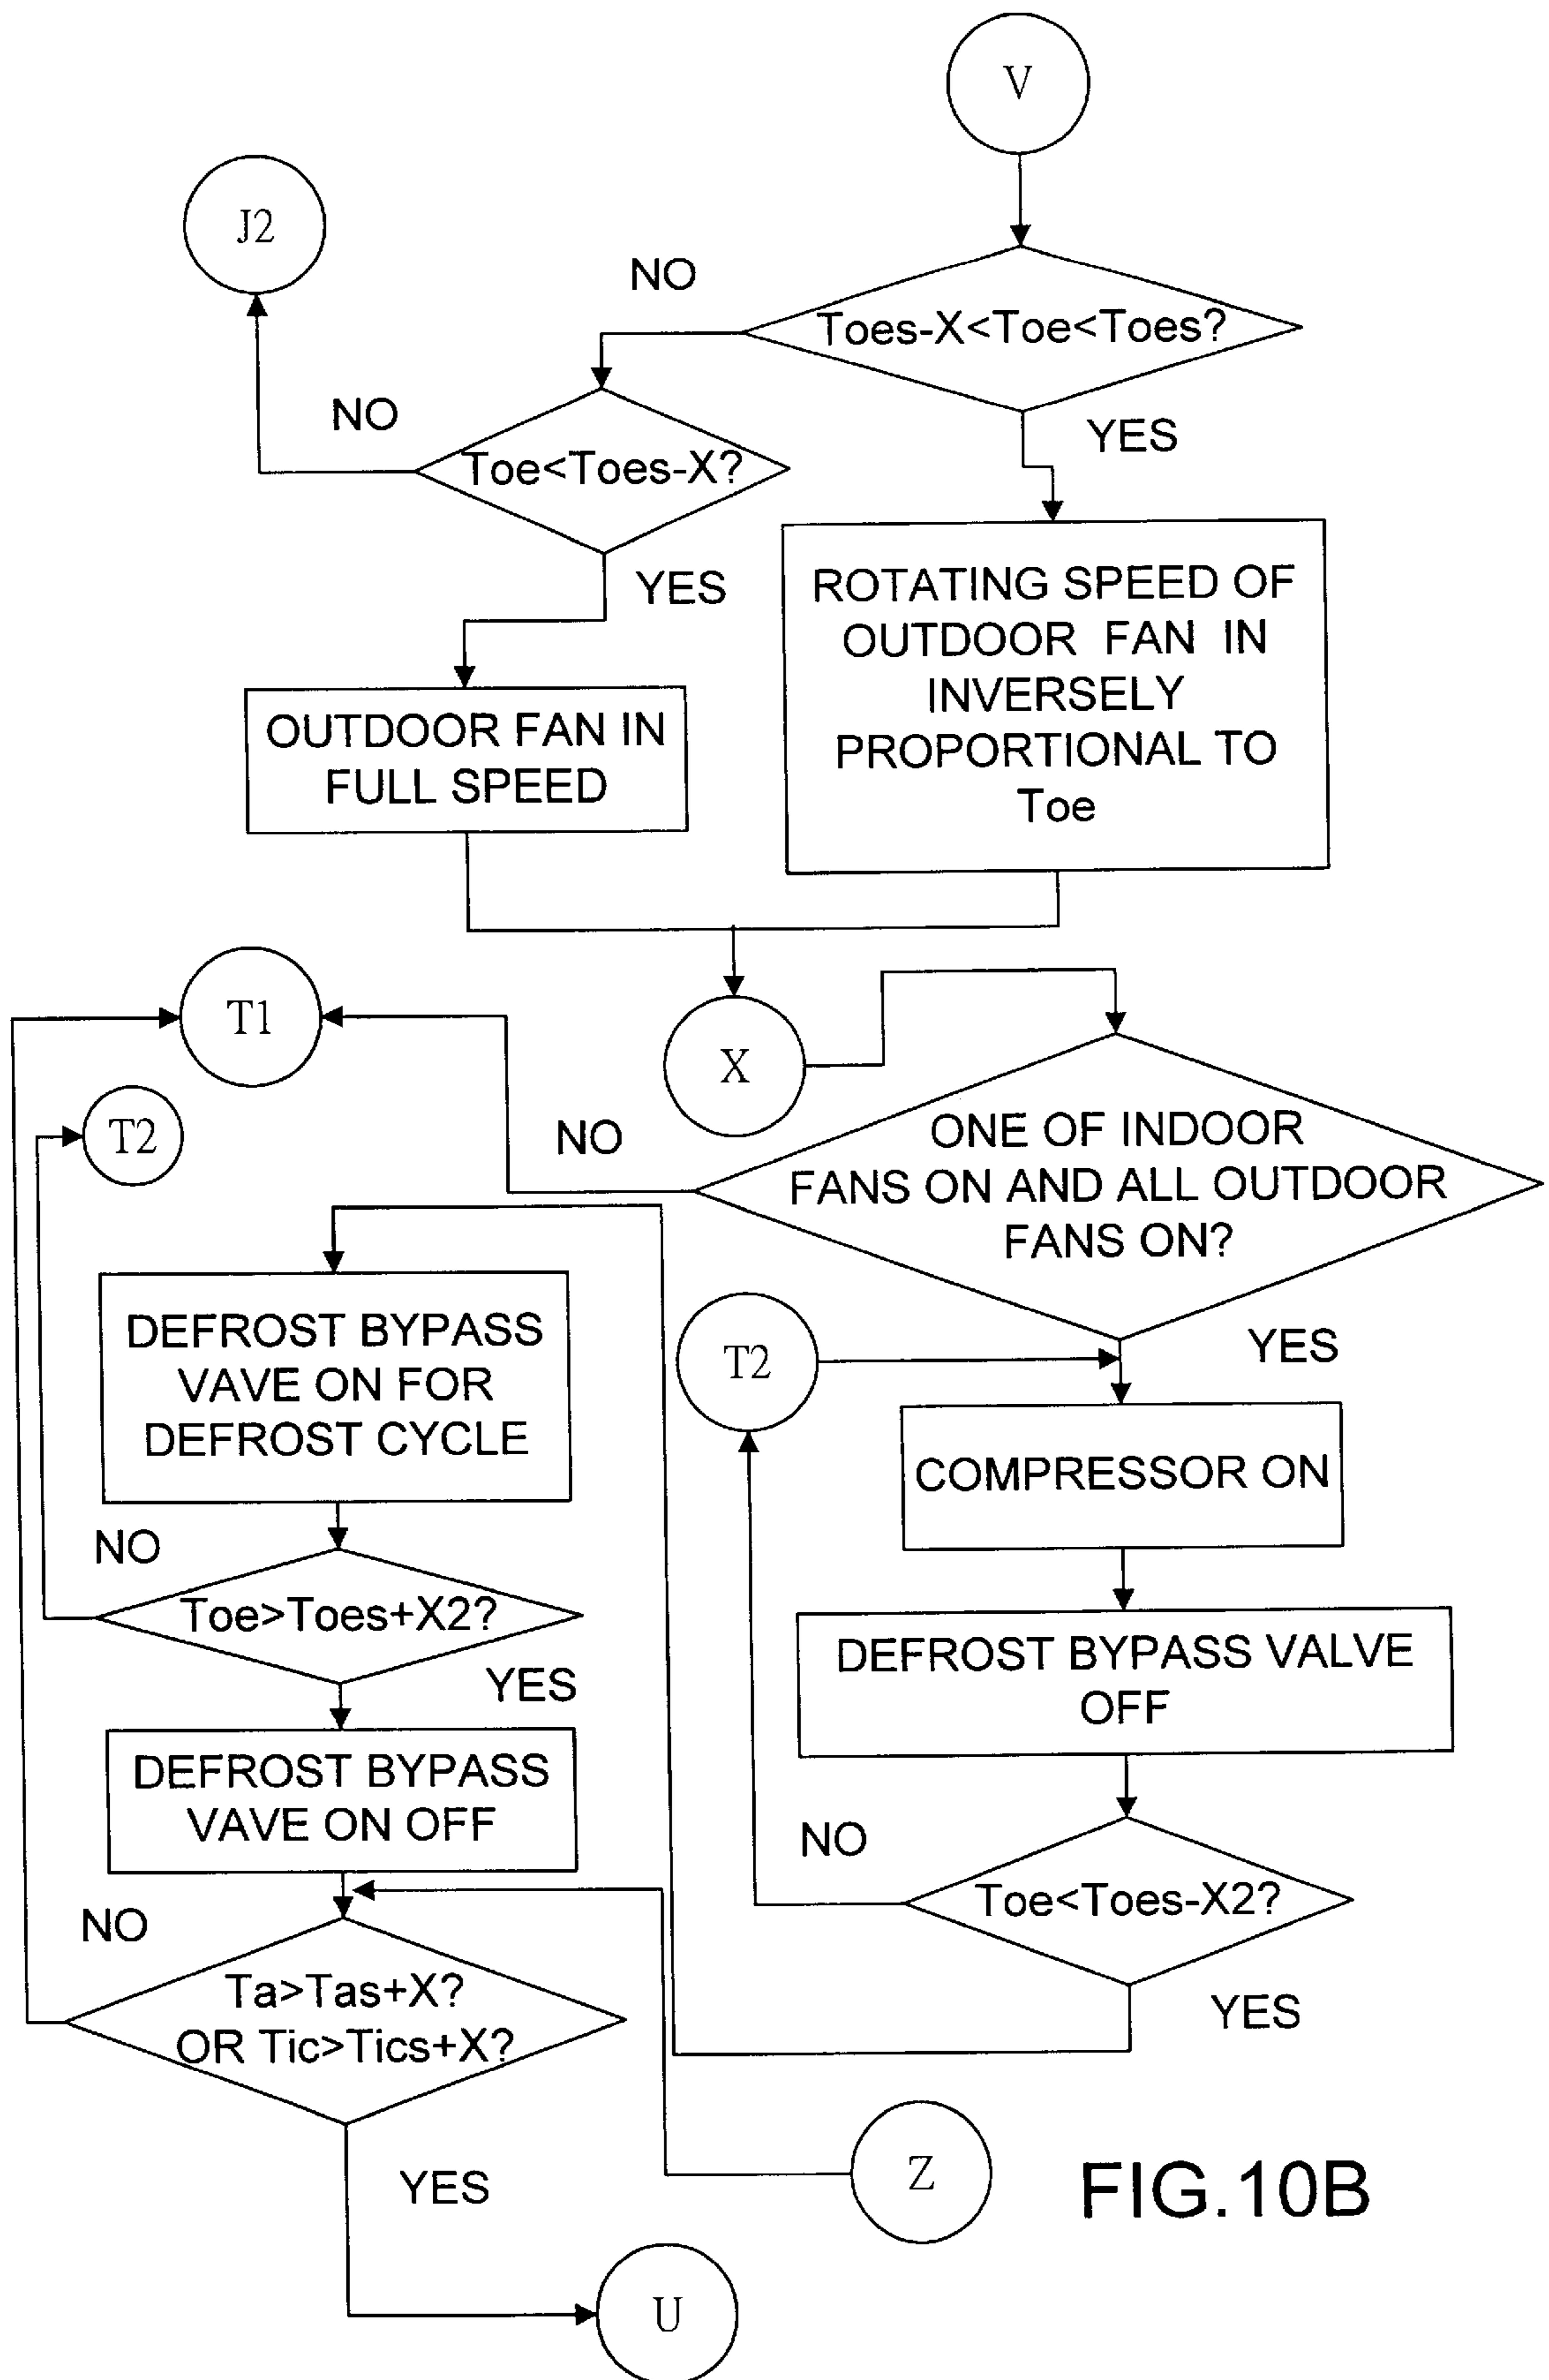 V
J2
NO
Toes-X<Toe<Toes?
NO
YES
Toe<Toes-X?
YES
ROTATING SPEED OF
OUTDOOR FAN IN
INVERSELY
PROPORTIONAL TO
Toe
OUTDOOR FAN IN
FULL SPEED
T1
X
T2
NO
ONE OF INDOOR
FANS ON AND ALL OUTDOOR
FANS ON?
DEFROST BYPASS
VAVE ON FOR
DEFROST CYCLE
T2
YES
COMPRESSOR ON
NO
Toe>Toes+X2?
YES
DEFROST BYPASS VALVE
OFF
DEFROST BYPASS
VAVE ON OFF
NO
Toe<Toes-X2?
NO
Ta>Tas+X?
OR Tic>Tics+X?
YES
YES
Z
FIG.10B
U